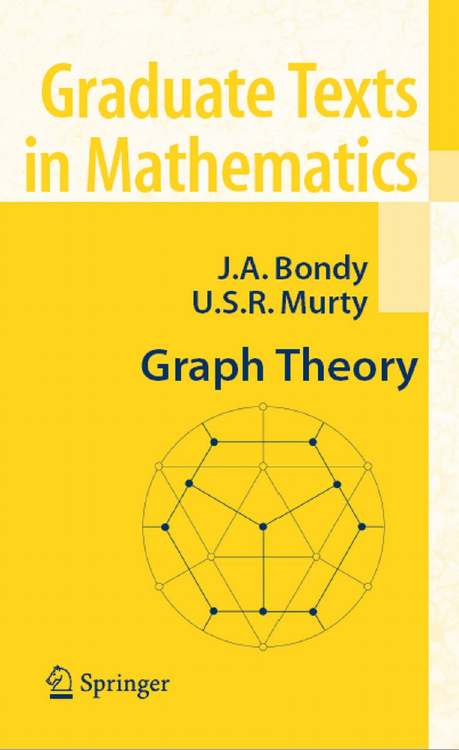 Graduate Texts
in Mathematics
J.A. Bondy
U.S.R. Murty
Graph Theory
Springer